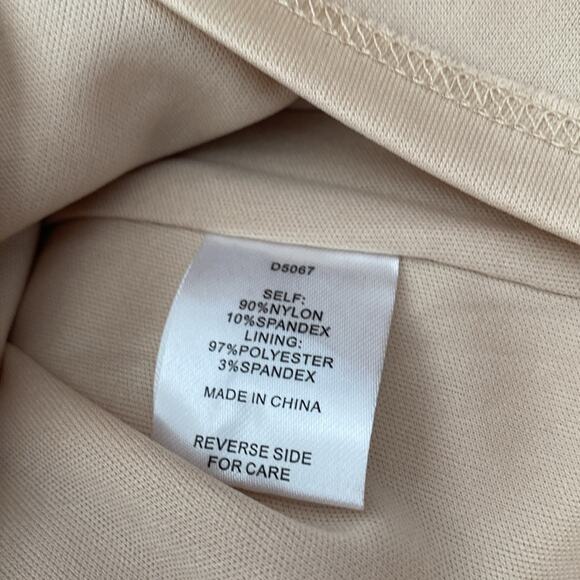 D5067
SELF:
90%NYLON
10%SPANDEX
LINING:
97%POLYESTER
3%SPANDEX
MADE IN CHINA
REVERSE SIDE
FOR CARE